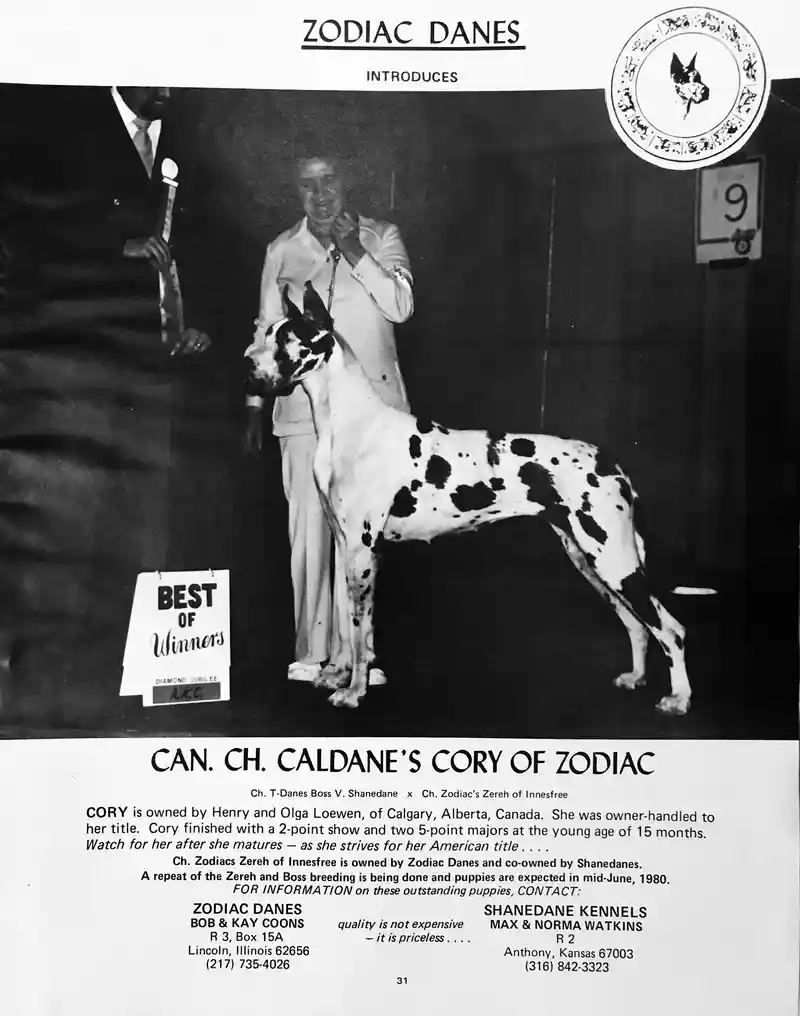 ZODIAC DANES
INTRODUCES
9
BEST
OF
Winners
DIAMOND JUBILEE
A.K.C.
CAN. CH. CALDANE'S CORY OF ZODIAC
Ch. T-Danes Boss V. Shanedane x Ch. Zodiac's Zereh of Innesfree
CORY is owned by Henry and Olga Loewen, of Calgary, Alberta, Canada. She was owner-handled to
her title. Cory finished with a 2-point show and two 5-point majors at the young age of 15 months.
Watch for her after she matures — as she strives for her American title . . . .
Ch. Zodiacs Zereh of Innesfree is owned by Zodiac Danes and co-owned by Shanedanes.
A repeat of the Zereh and Boss breeding is being done and puppies are expected in mid-June, 1980.
FOR INFORMATION on these outstanding puppies, CONTACT:
ZODIAC DANES
BOB & KAY COONS
R 3, Box 15A
Lincoln, Illinois 62656
(217) 735-4026
quality is not expensive
— it is priceless . . . .
SHANEDANE KENNELS
MAX & NORMA WATKINS
R 2
Anthony, Kansas 67003
(316) 842-3323
31